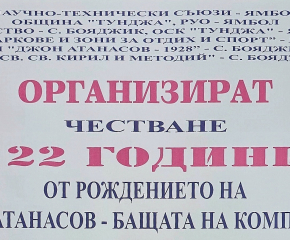 АУЧНО-ТЕХНИЧЕСКИ СЪЮЗИ - ЯМБО
ОБЩИНА "ТУНДЖА", РУО - ЯМБОЛ
СТВО - С. БОЯДЖИК, ОСК "ТУНДЖА" -
АРКОВЕ И ЗОНИ ЗА ОТДИХ И СПОРТ" -
"ДЖОН АТАНАСОВ - 1928" - С. БОЯДЖ
"СВ. СВ. КИРИЛ И МЕТОДИЙ" - С. БОЯД
ОРГАНИЗИРАТ
ЧЕСТВАНЕ
22 ГОДИН
ОТ РОЖДЕНИЕТО НА
АТАНАСОВ - БАЩАТА НА КОМП